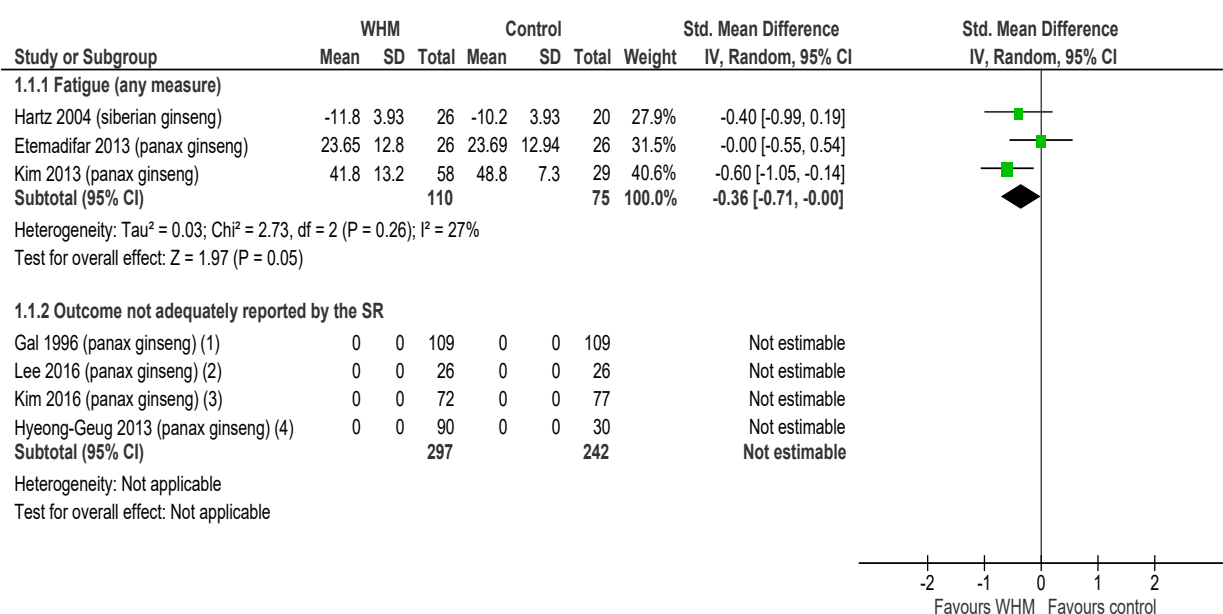 WHM Control Std. Mean Difference Std. Mean Difference
Study or Subgroup Mean SD Total Mean SD Total Weight IV, Random, 95% CI IV, Random, 95% CI
1.1.1 Fatigue (any measure)
Hartz 2004 (siberian ginseng) -11.8 3.93 26 -10.2 3.93 20 27.9% -0.40 [-0.99, 0.19]
Etemadifar 2013 (panax ginseng) 23.65 12.8 26 23.69 12.94 26 31.5% -0.00 [-0.55, 0.54]
Kim 2013 (panax ginseng) 41.8 13.2 58 48.8 7.3 29 40.6% -0.60 [-1.05, -0.14]
Subtotal (95% CI) 110 75 100.0% -0.36 [-0.71, -0.00]
Heterogeneity: Tau² = 0.03; Chi² = 2.73, df = 2 (P = 0.26); I² = 27%
Test for overall effect: Z = 1.97 (P = 0.05)
1.1.2 Outcome not adequately reported by the SR
Gal 1996 (panax ginseng) (1) 0 0 109 0 0 109 Not estimable
Lee 2016 (panax ginseng) (2) 0 0 26 0 0 26 Not estimable
Kim 2016 (panax ginseng) (3) 0 0 72 0 0 77 Not estimable
Hyeong-Geug 2013 (panax ginseng) (4) 0 0 90 0 0 30 Not estimable
Subtotal (95% CI) 297 242 Not estimable
Heterogeneity: Not applicable
Test for overall effect: Not applicable
-2 -1 0 1 2
Favours WHM Favours control